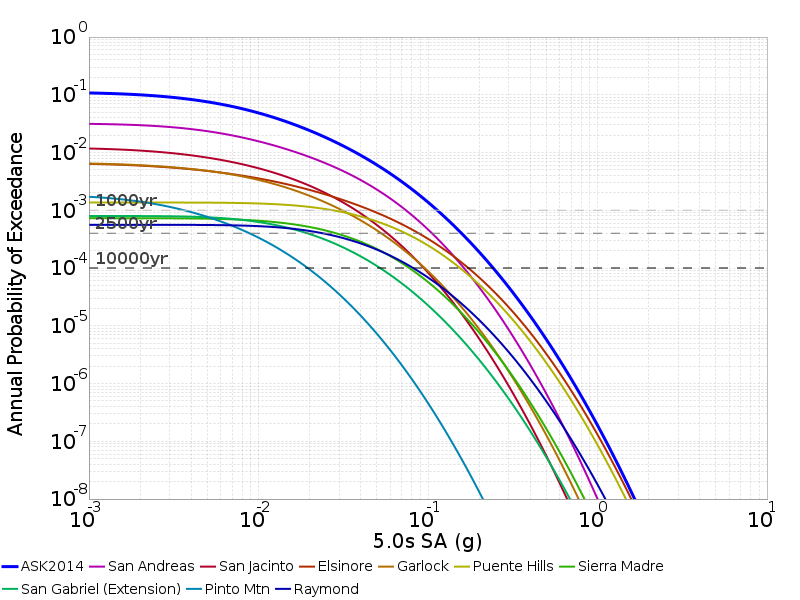 10^0
10^-1
10^-2
10^-3
10^-4
10^-5
10^-6
10^-7
10^-8
Annual Probability of Exceedance
1000yr
2500yr
10000yr
10^-3
10^-2
10^-1
10^0
10^1
5.0s SA (g)
ASK2014 San Andreas San Jacinto Elsinore Garlock Puente Hills Sierra Madre
San Gabriel (Extension) Pinto Mtn Raymond